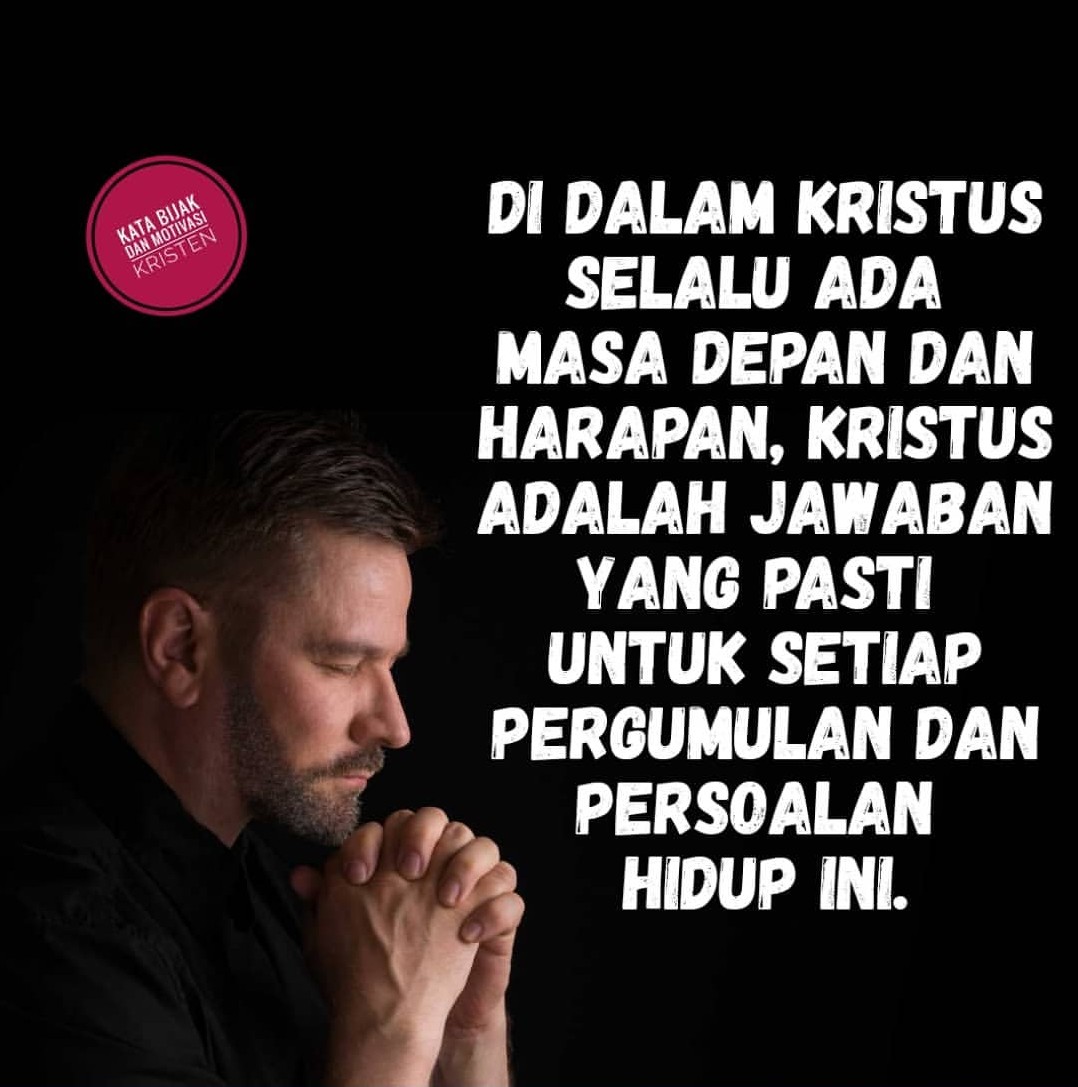 KATA BIJAK
DAN MOTIVASI
KRISTEN
DI DALAM KRISTUS
SELALU ADA
MASA DEPAN DAN
HARAPAN, KRISTUS
ADALAH JAWABAN
YANG PASTI
UNTUK SETIAP
PERGUMULAN DAN
PERSOALAN
HIDUP INI.